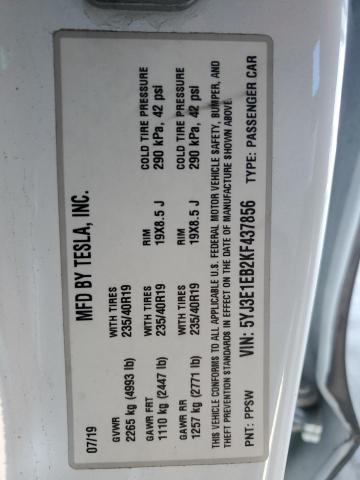 MFD BY TESLA, INC.
07/19
GVWR
2265 kg (4993 lb)
WITH TIRES
235/40R19
RIM
19X8.5 J
COLD TIRE PRESSURE
290 kPa, 42 psi
GAWR FRT
1110 kg (2447 lb)
WITH TIRES
235/40R19
RIM
19X8.5 J
COLD TIRE PRESSURE
290 kPa, 42 psi
GAWR RR
1257 kg (2771 lb)
WITH TIRES
235/40R19
THIS VEHICLE CONFORMS TO ALL APPLICABLE U.S. FEDERAL MOTOR VEHICLE SAFETY, BUMPER, AND
THEFT PREVENTION STANDARDS IN EFFECT ON THE DATE OF MANUFACTURE SHOWN ABOVE.
PNT: PPSW VIN: 5YJ3E1EB2KF437856 TYPE: PASSENGER CAR